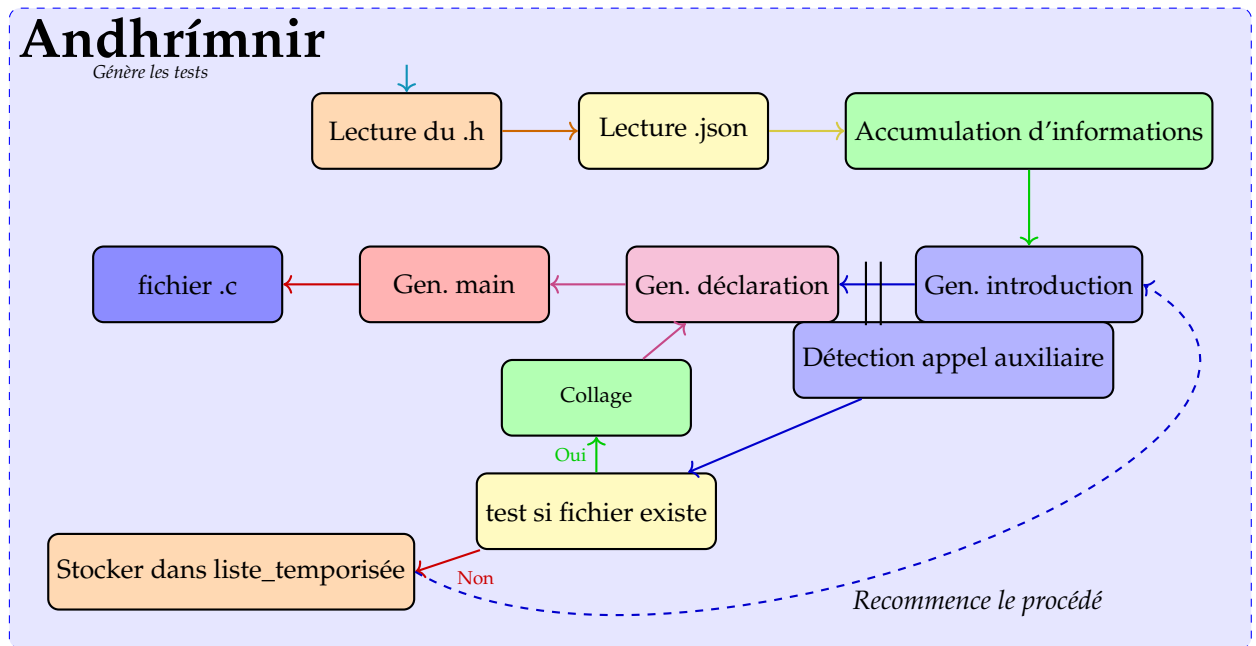 Andhrímnir
Génère les tests
Lecture du .h
Lecture .json
Accumulation d'informations
fichier .c
Gen. main
Gen. déclaration
Gen. introduction
Détection appel auxiliaire
Collage
Oui
test si fichier existe
Stocker dans liste_temporisée
Non
Recommence le procédé